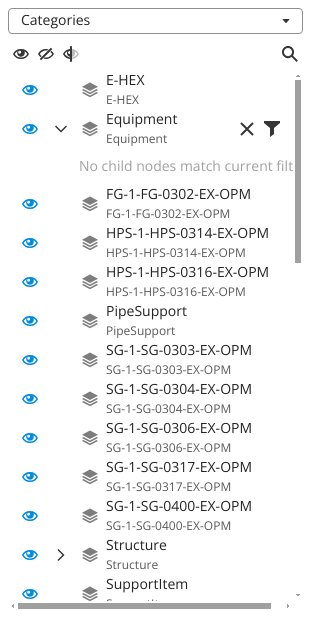 Categories
E-HEX
E-HEX
Equipment
Equipment
No child nodes match current filt
FG-1-FG-0302-EX-OPM
FG-1-FG-0302-EX-OPM
HPS-1-HPS-0314-EX-OPM
HPS-1-HPS-0314-EX-OPM
HPS-1-HPS-0316-EX-OPM
HPS-1-HPS-0316-EX-OPM
PipeSupport
PipeSupport
SG-1-SG-0303-EX-OPM
SG-1-SG-0303-EX-OPM
SG-1-SG-0304-EX-OPM
SG-1-SG-0304-EX-OPM
SG-1-SG-0306-EX-OPM
SG-1-SG-0306-EX-OPM
SG-1-SG-0317-EX-OPM
SG-1-SG-0317-EX-OPM
SG-1-SG-0400-EX-OPM
SG-1-SG-0400-EX-OPM
Structure
Structure
SupportItem